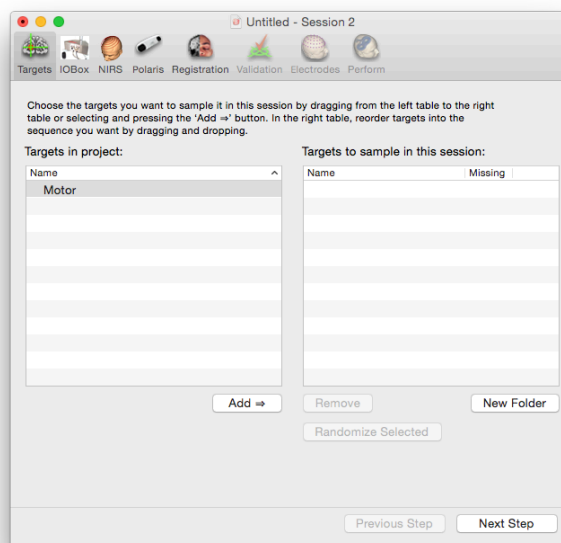 Untitled - Session 2
Targets IOBox NIRS Polaris Registration Validation Electrodes Perform
Choose the targets you want to sample it in this session by dragging from the left table to the right
table or selecting and pressing the 'Add ⇒' button. In the right table, reorder targets into the
sequence you want by dragging and dropping.
Targets in project:
Targets to sample in this session:
Name
Name Missing
Motor
Add ⇒
Remove
New Folder
Randomize Selected
Previous Step
Next Step